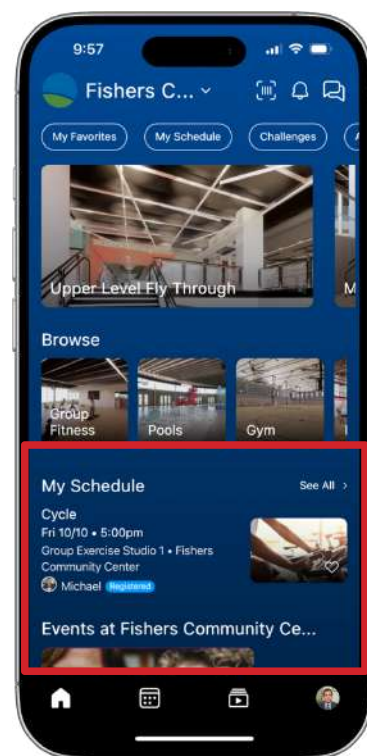 9:57
Fishers C...
My Favorites
My Schedule
Challenges
Upper Level Fly Through
M
Browse
Group
Fitness
Pools
Gym
My Schedule
See All >
Cycle
Fri 10/10 • 5:00pm
Group Exercise Studio 1 • Fishers
Community Center
Michael Registered
Events at Fishers Community Ce...